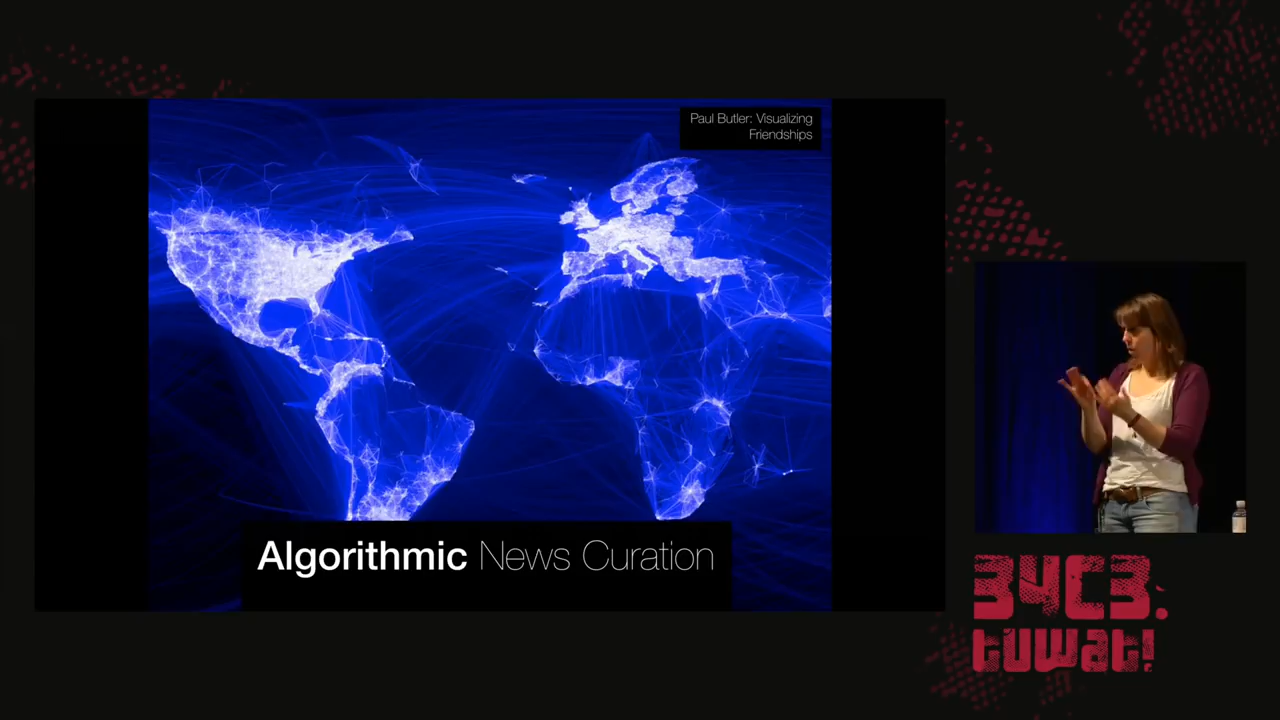 Paul Butler: Visualizing
Friendships
Algorithmic News Curation
34C3.
tuwat!